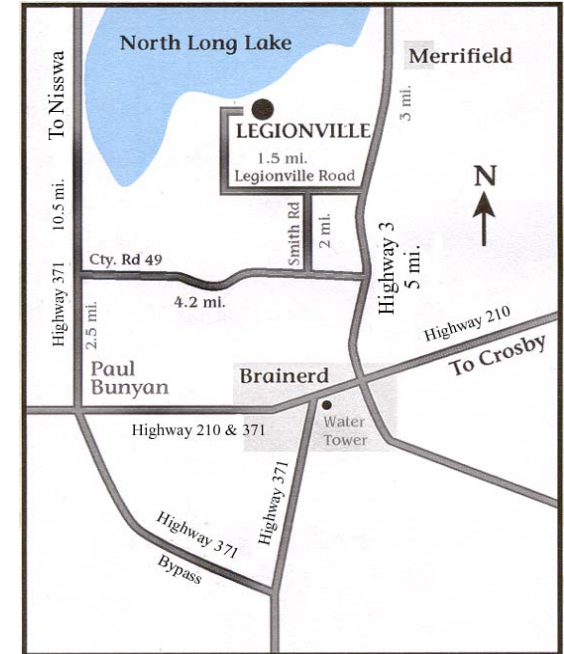 North Long Lake
Merrifield
To Nisswa
3 mi.
LEGIONVILLE
1.5 mi.
Legionville Road
N
10.5 mi.
Smith Rd
2 mi.
Highway 3
5 mi.
Cty. Rd 49
4.2 mi.
Highway 371
2.5 mi.
Highway 210
To Crosby
Paul
Bunyan
Brainerd
Water
Tower
Highway 210 & 371
Highway 371
Highway 371
Bypass